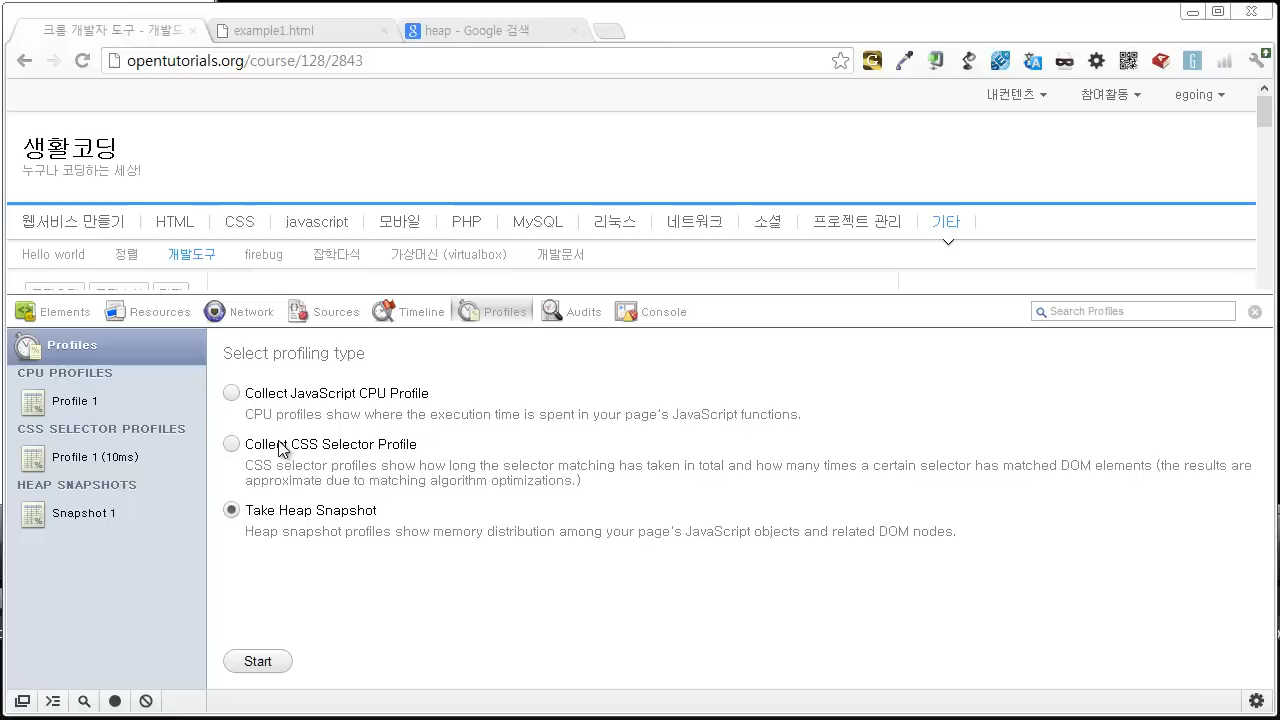 크롬 개발자 도구 - 개발도
example1.html
heap - Google 검색
opentutorials.org/course/128/2843
내컨텐츠
참여활동
egoing
생활코딩
누구나 코딩하는 세상!
웹서비스 만들기 HTML CSS javascript 모바일 PHP MySQL 리눅스 네트워크 소셜 프로젝트 관리 기타
Hello world 정렬 개발도구 firebug 잡학다식 가상머신 (virtualbox) 개발문서
Elements Resources Network Sources Timeline Profiles Audits Console Search Profiles
Profiles
CPU PROFILES
Profile 1
CSS SELECTOR PROFILES
Profile 1 (10ms)
HEAP SNAPSHOTS
Snapshot 1
Select profiling type
Collect JavaScript CPU Profile
CPU profiles show where the execution time is spent in your page's JavaScript functions.
Collect CSS Selector Profile
CSS selector profiles show how long the selector matching has taken in total and how many times a certain selector has matched DOM elements (the results are
approximate due to matching algorithm optimizations.)
Take Heap Snapshot
Heap snapshot profiles show memory distribution among your page's JavaScript objects and related DOM nodes.
Start